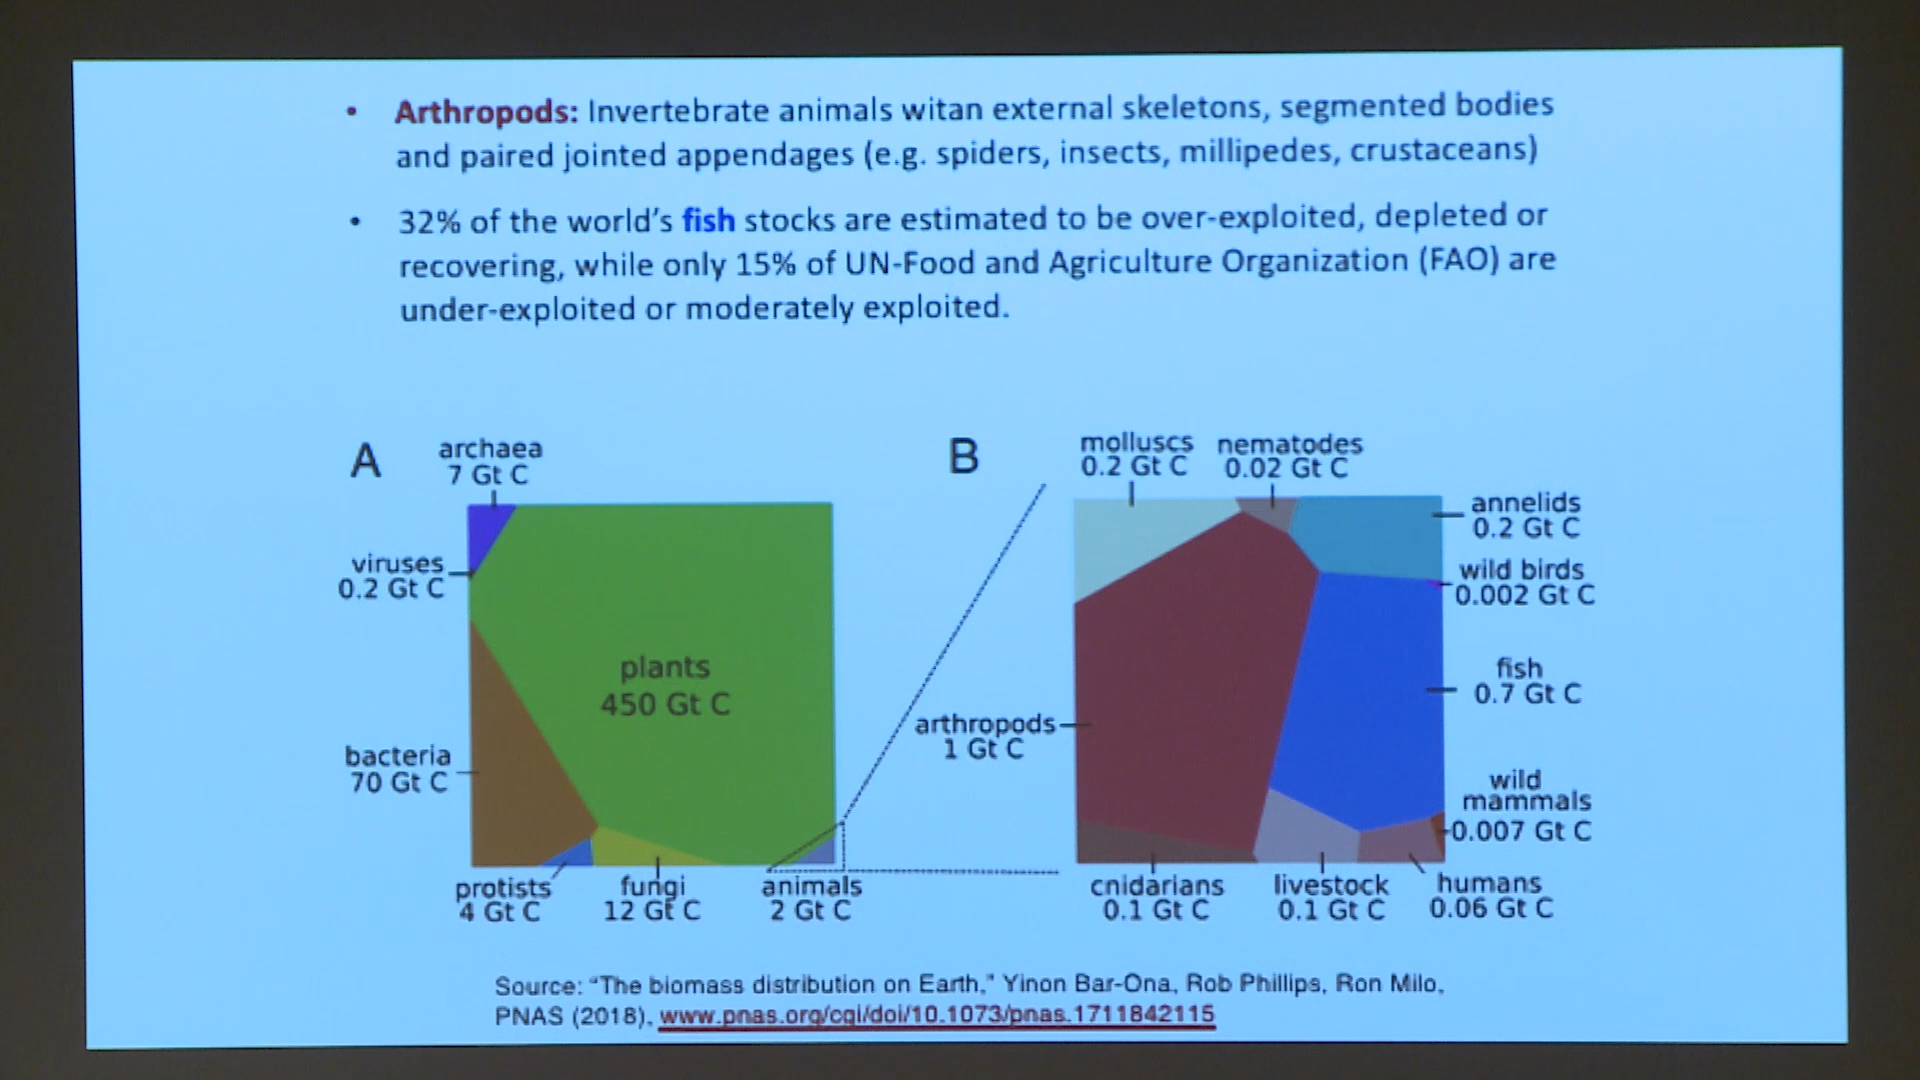 • Arthropods: Invertebrate animals witan external skeletons, segmented bodies
and paired jointed appendages (e.g. spiders, insects, millipedes, crustaceans)
• 32% of the world's fish stocks are estimated to be over-exploited, depleted or
recovering, while only 15% of UN-Food and Agriculture Organization (FAO) are
under-exploited or moderately exploited.
A
archaea
7 Gt C
viruses
0.2 Gt C
plants
450 Gt C
bacteria
70 Gt C
protists
4 Gt C
fungi
12 Gt C
animals
2 Gt C
B
molluscs
0.2 Gt C
nematodes
0.02 Gt C
annelids
0.2 Gt C
wild birds
0.002 Gt C
fish
0.7 Gt C
arthropods
1 Gt C
wild
mammals
0.007 Gt C
cnidarians
0.1 Gt C
livestock
0.1 Gt C
humans
0.06 Gt C
Source: "The biomass distribution on Earth," Yinon Bar-Ona, Rob Phillips, Ron Milo,
PNAS (2018), www.pnas.org/cgi/doi/10.1073/pnas.1711842115